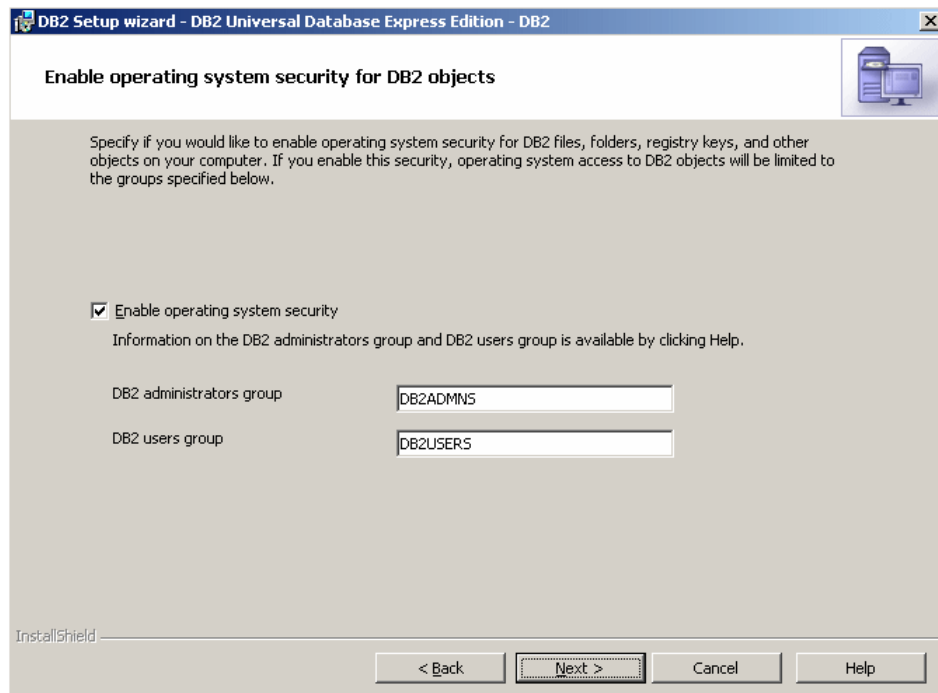 DB2 Setup wizard - DB2 Universal Database Express Edition - DB2
Enable operating system security for DB2 objects
Specify if you would like to enable operating system security for DB2 files, folders, registry keys, and other
objects on your computer. If you enable this security, operating system access to DB2 objects will be limited to
the groups specified below.
Enable operating system security
Information on the DB2 administrators group and DB2 users group is available by clicking Help.
DB2 administrators group
DB2ADMNS
DB2 users group
DB2USERS
InstallShield
< Back
Next >
Cancel
Help